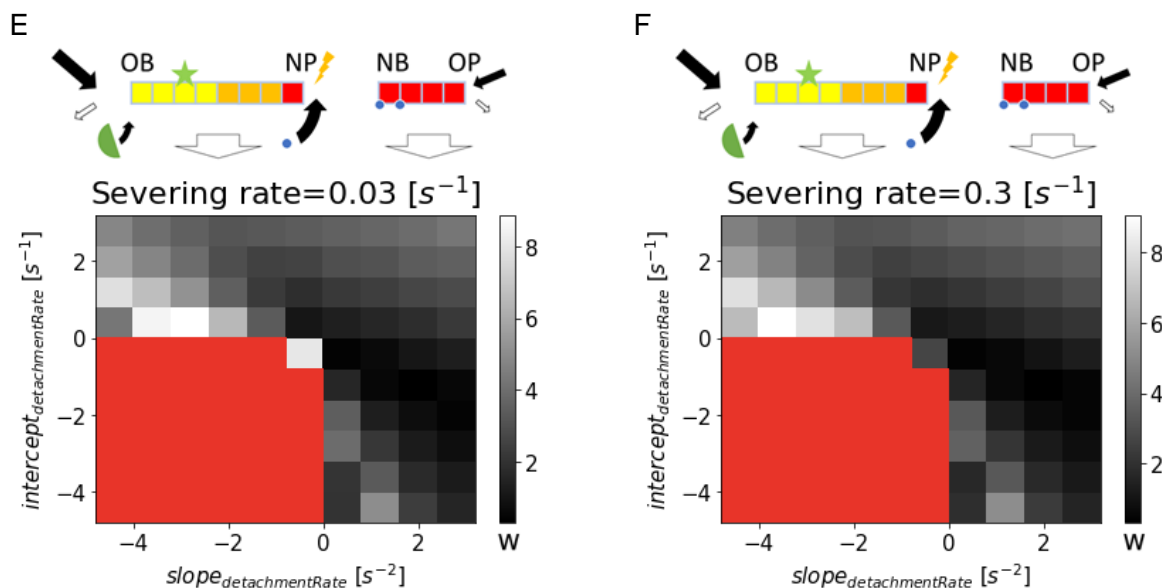 E
F
OB NP NB OP
OB NP NB OP
Severing rate=0.03 [s⁻¹]
Severing rate=0.3 [s⁻¹]
intercept_detachmentRate [s⁻¹]
2
0
−2
−4
8
6
4
2
w
−4 −2 0 2
slope_detachmentRate [s⁻²]
intercept_detachmentRate [s⁻¹]
2
0
−2
−4
8
6
4
2
w
−4 −2 0 2
slope_detachmentRate [s⁻²]